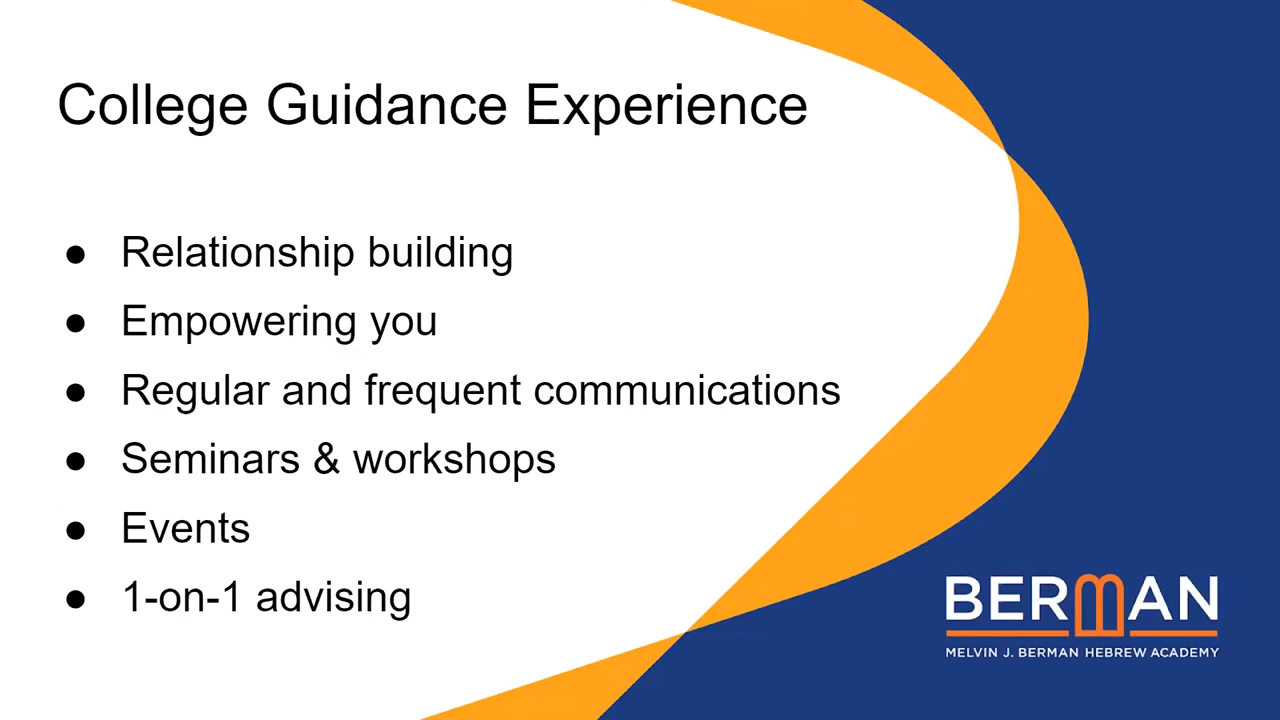 College Guidance Experience
● Relationship building
● Empowering you
● Regular and frequent communications
● Seminars & workshops
● Events
● 1-on-1 advising
BERMAN
MELVIN J. BERMAN HEBREW ACADEMY